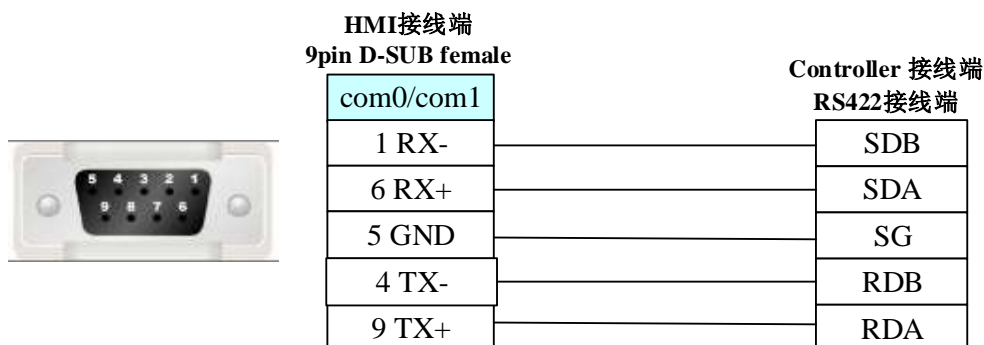 HMI接线端
9pin D-SUB female
Controller 接线端
RS422接线端
com0/com1
1 RX- SDB
6 RX+ SDA
5 GND SG
4 TX- RDB
9 TX+ RDA
5 4 3 2 1
9 8 7 6